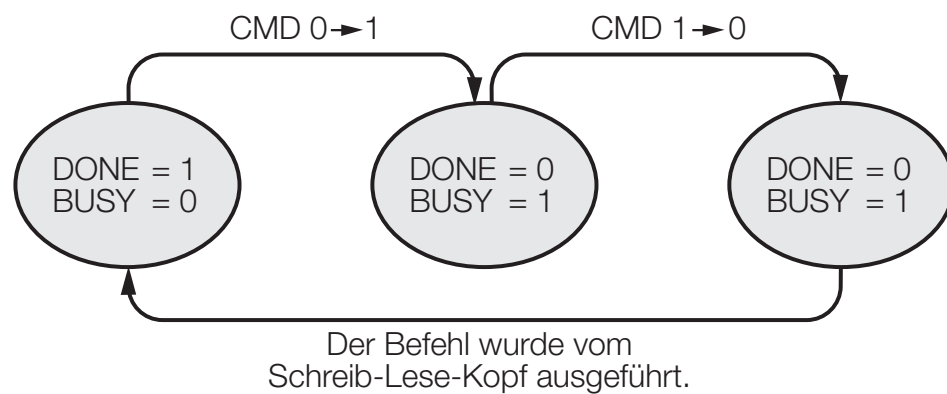 CMD 0→1
CMD 1→0
DONE = 1
BUSY = 0
DONE = 0
BUSY = 1
DONE = 0
BUSY = 1
Der Befehl wurde vom
Schreib-Lese-Kopf ausgeführt.